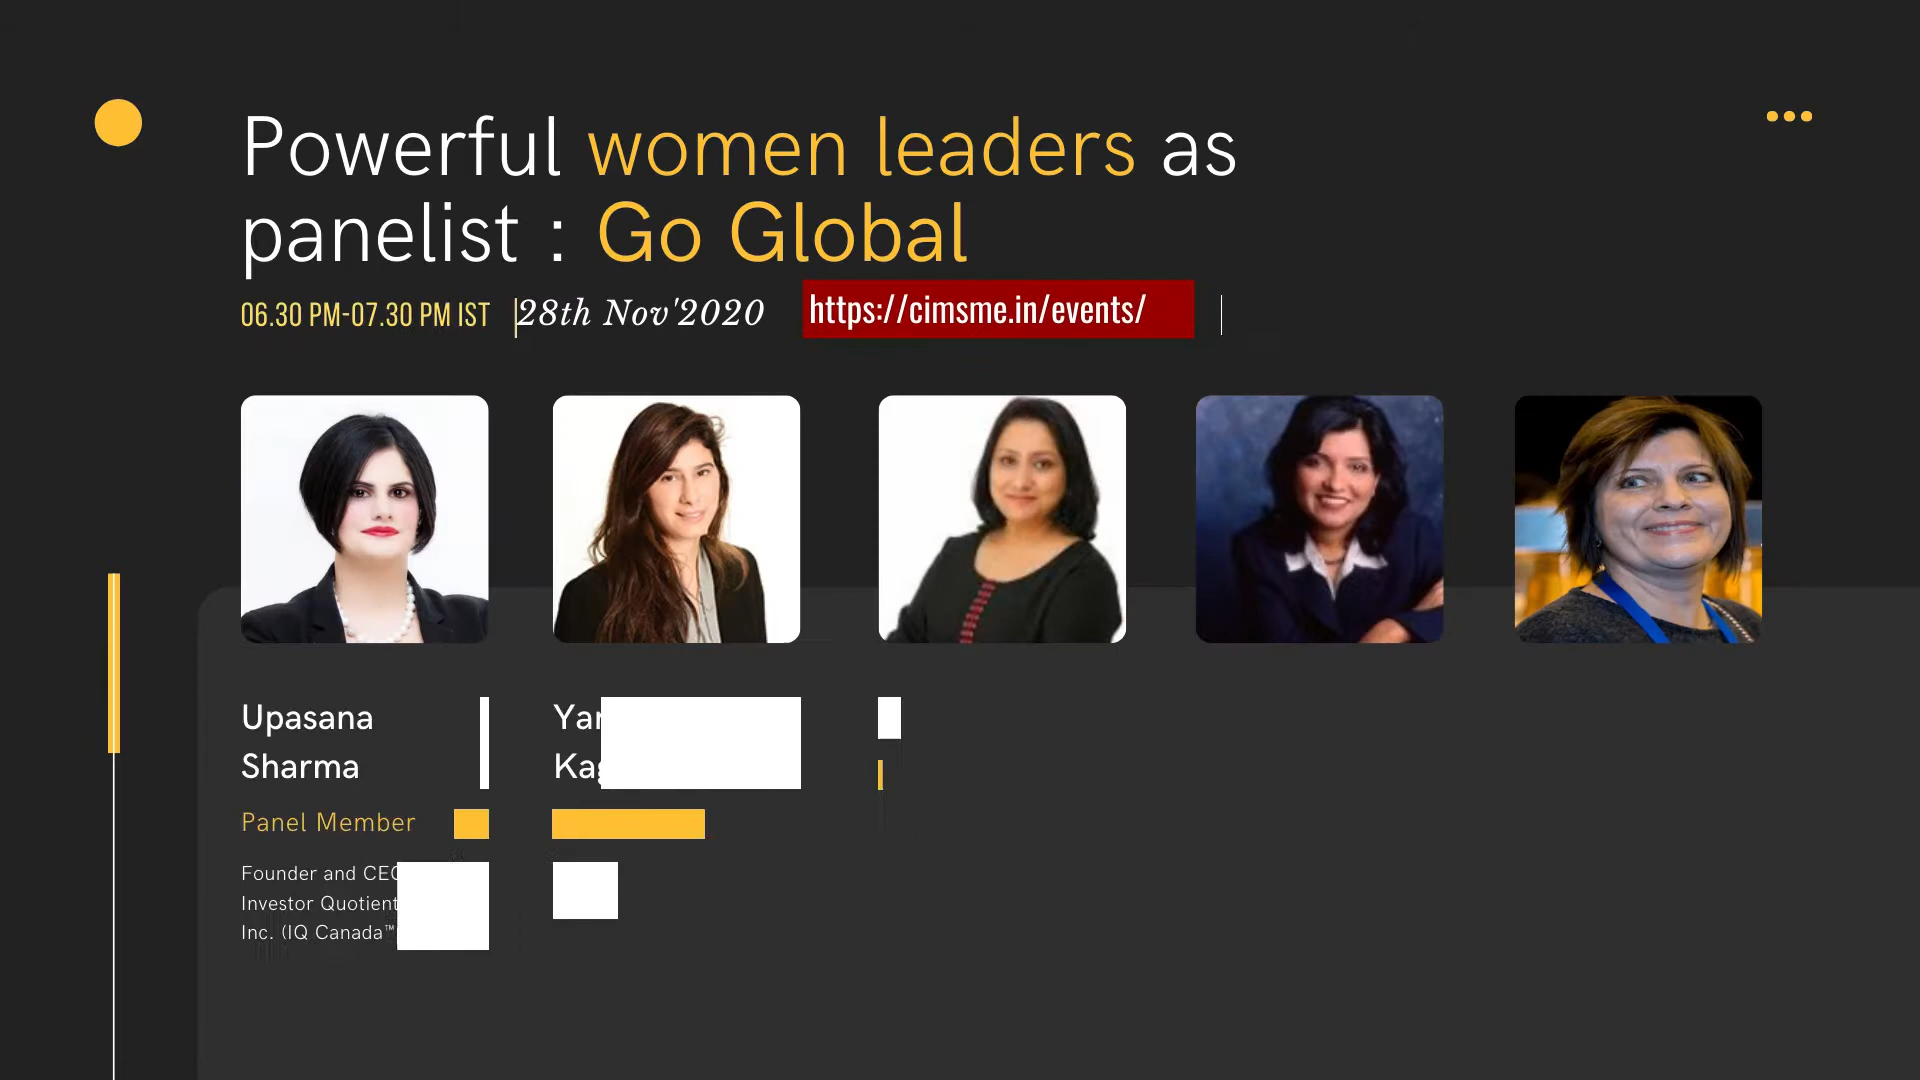 Powerful women leaders as
panelist : Go Global
06.30 PM-07.30 PM IST
28th Nov'2020
https://cimsme.in/events/
Upasana
Sharma
Panel Member
Founder and
Investor Quotient
Inc. (IQ Canada™